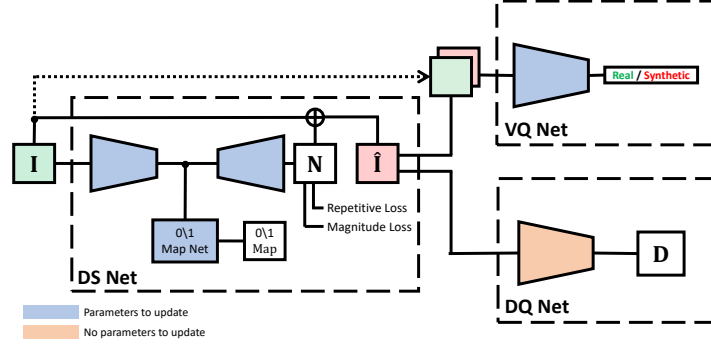 Real / Synthetic
VQ Net
I
N
Î
Repetitive Loss
Magnitude Loss
0\1
Map Net
0\1
Map
DS Net
D
DQ Net
Parameters to update
No parameters to update